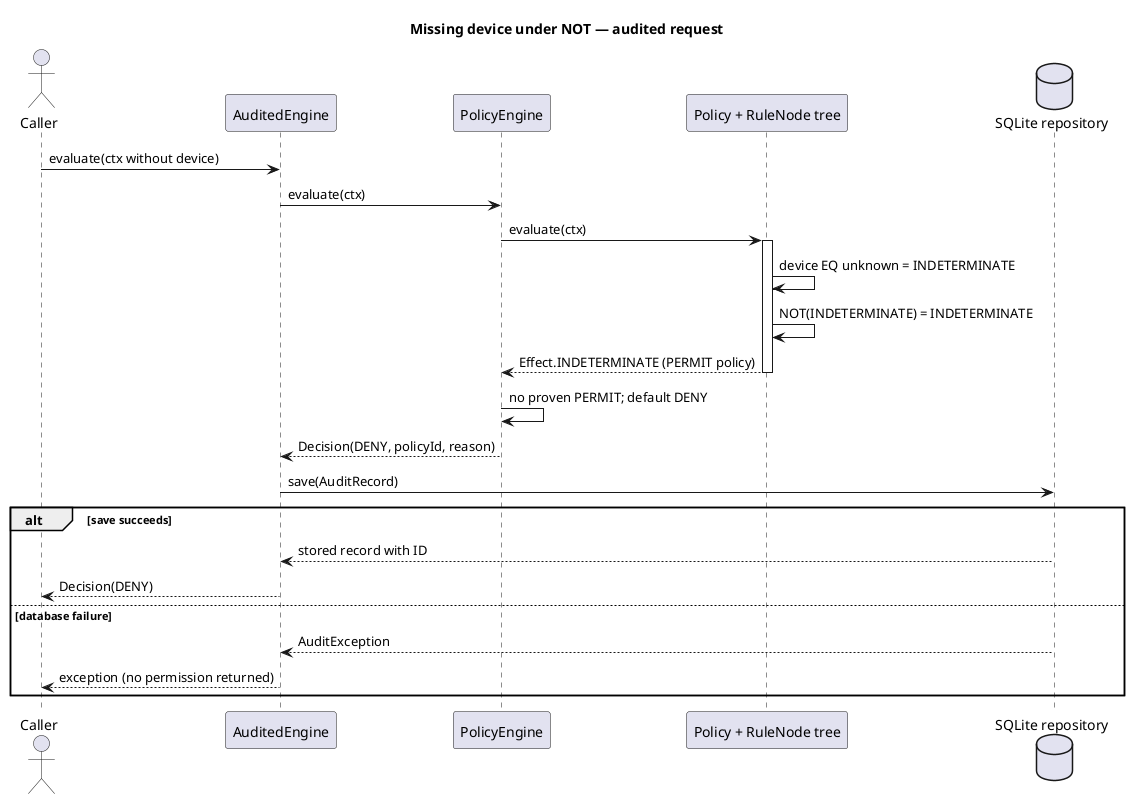 Missing device under NOT — audited request
Caller
AuditedEngine
PolicyEngine
Policy + RuleNode tree
SQLite repository
evaluate(ctx without device)
evaluate(ctx)
evaluate(ctx)
device EQ unknown = INDETERMINATE
NOT(INDETERMINATE) = INDETERMINATE
Effect.INDETERMINATE (PERMIT policy)
no proven PERMIT; default DENY
Decision(DENY, policyId, reason)
save(AuditRecord)
alt [save succeeds]
stored record with ID
Decision(DENY)
[database failure]
AuditException
exception (no permission returned)
Caller
AuditedEngine
PolicyEngine
Policy + RuleNode tree
SQLite repository